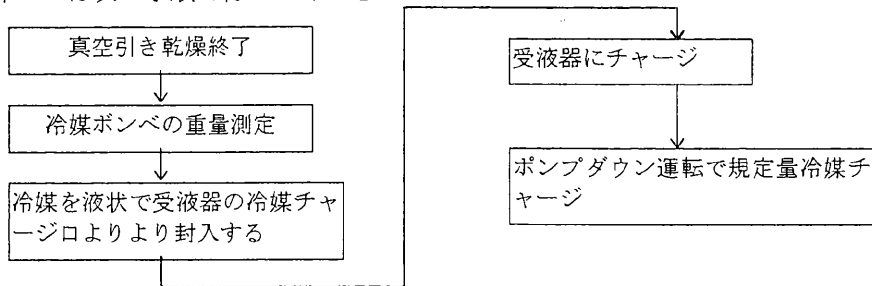 真空引き乾燥終了
冷媒ボンベの重量測定
冷媒を液状で受液器の冷媒チャ
ージ口よりより封入する
受液器にチャージ
ポンプダウン運転で規定量冷媒チ
ャージ